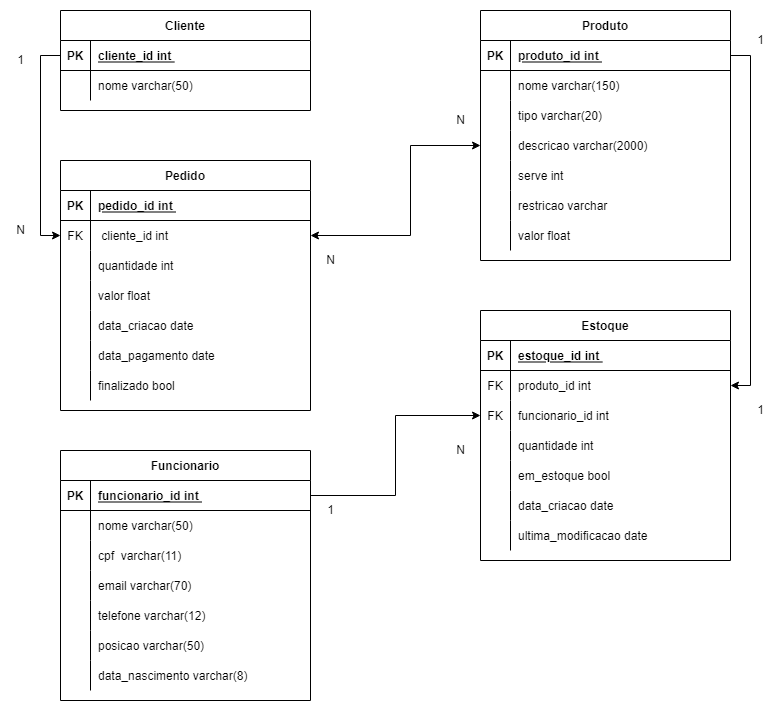 Cliente
PK cliente_id int
nome varchar(50)
1
N
Pedido
PK pedido_id int
FK cliente_id int
quantidade int
valor float
data_criacao date
data_pagamento date
finalizado bool
N
N
Produto
PK produto_id int
nome varchar(150)
tipo varchar(20)
descricao varchar(2000)
serve int
restricao varchar
valor float
1
1
Estoque
PK estoque_id int
FK produto_id int
FK funcionario_id int
quantidade int
em_estoque bool
data_criacao date
ultima_modificacao date
N
1
Funcionario
PK funcionario_id int
nome varchar(50)
cpf varchar(11)
email varchar(70)
telefone varchar(12)
posicao varchar(50)
data_nascimento varchar(8)